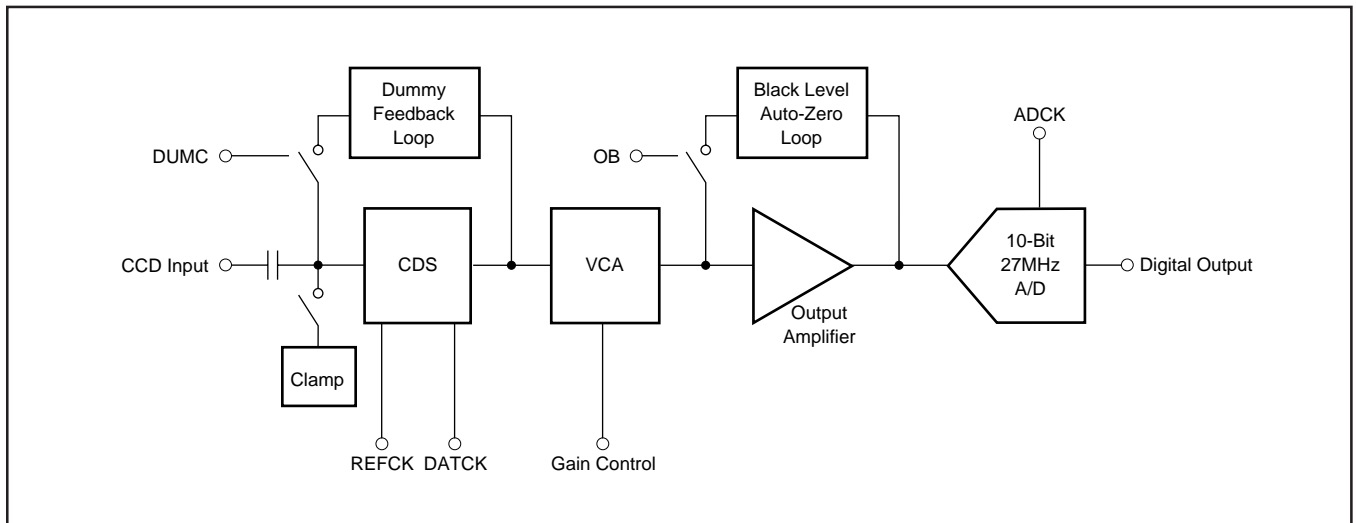 Dummy
Feedback
Loop
Black Level
Auto-Zero
Loop
ADCK
DUMC
OB
CCD Input
CDS
VCA
10-Bit
27MHz
A/D
Digital Output
Output
Amplifier
Clamp
REFCK
DATCK
Gain Control